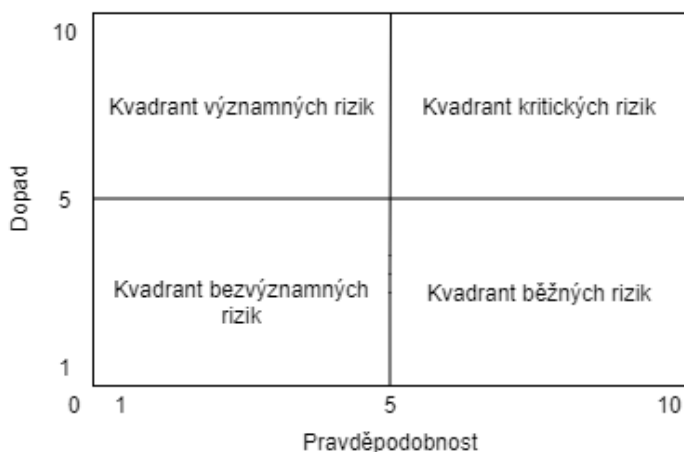 10
Kvadrant významných rizik
Kvadrant kritických rizik
Dopad
5
Kvadrant bezvýznamných
rizik
Kvadrant běžných rizik
1
0 1 5 10
Pravděpodobnost